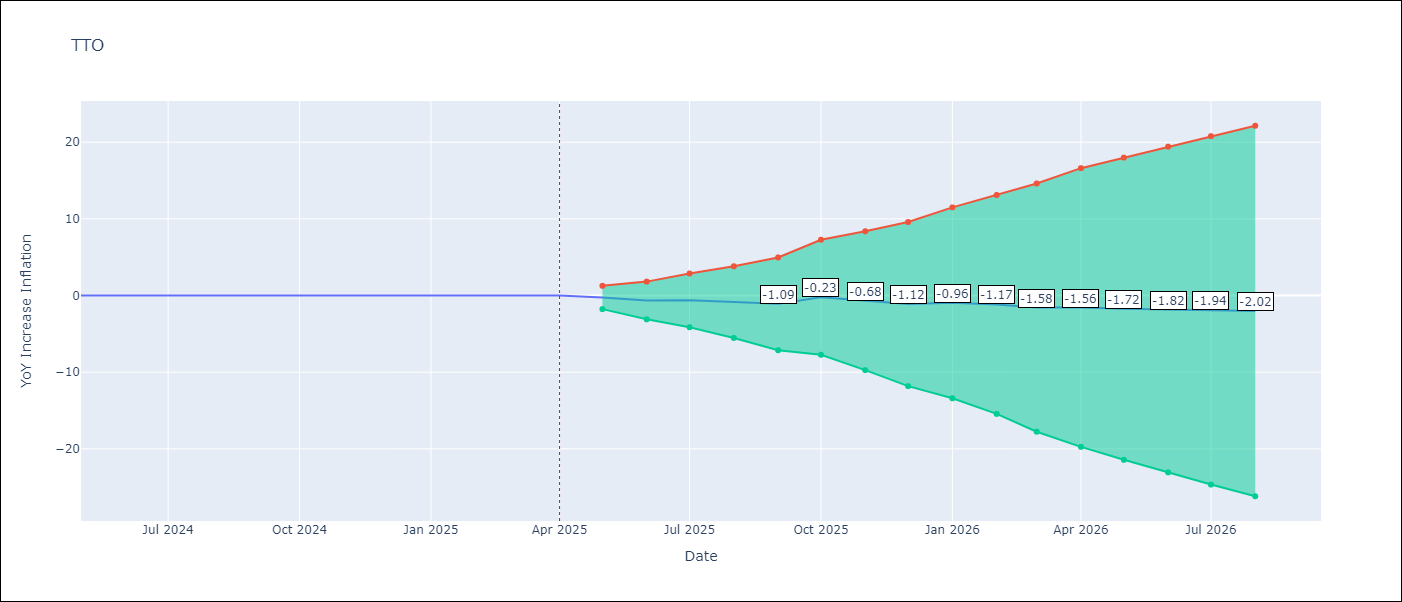 TTO
YoY Increase Inflation
20
10
0
−10
−20
-1.09
-0.23
-0.68
-1.12
-0.96
-1.17
-1.58
-1.56
-1.72
-1.82
-1.94
-2.02
Jul 2024
Oct 2024
Jan 2025
Apr 2025
Jul 2025
Oct 2025
Jan 2026
Apr 2026
Jul 2026
Date